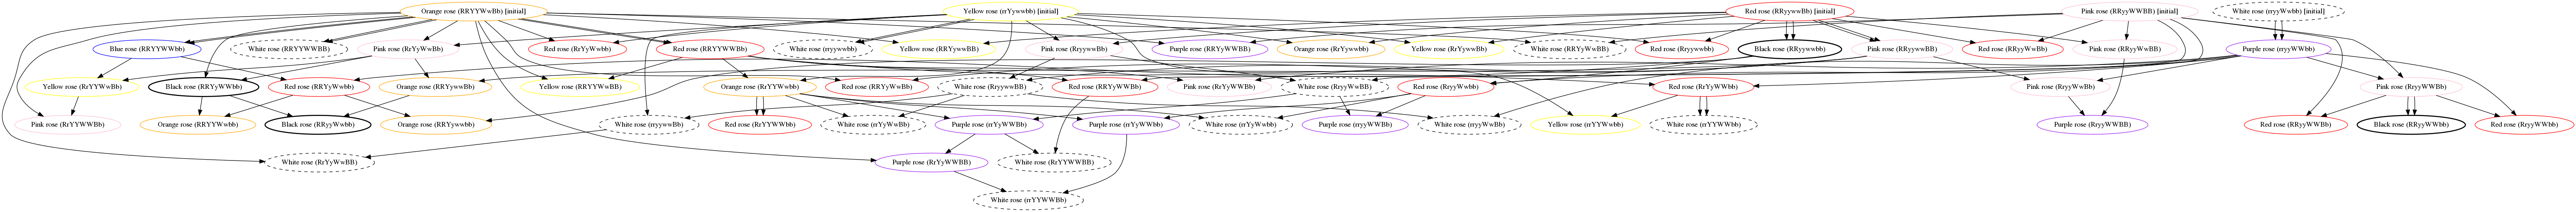 Orange rose (RRYYWwBb) [initial]
Yellow rose (rrYywwbb) [initial]
Red rose (RRyywwBb) [initial]
Pink rose (RRyyWWBB) [initial]
White rose (rryyWwbb) [initial]
Blue rose (RRYYWWbb)
White rose (RRYYWWBB)
Pink rose (RrYyWwBb)
Red rose (RrYyWwbb)
Red rose (RRYYWWBb)
White rose (rryywwbb)
Yellow rose (RRYywwBB)
Pink rose (RryywwBb)
Purple rose (RRYyWWBB)
Orange rose (RrYywwbb)
Yellow rose (RrYywwBb)
White rose (RRYyWwBB)
Red rose (Rryywwbb)
Black rose (RRyywwbb)
Pink rose (RRyywwBB)
Red rose (RRyyWwBb)
Pink rose (RRyyWwBB)
Purple rose (rryyWWbb)
Yellow rose (RrYYWwBb)
Black rose (RRYyWWbb)
Red rose (RRYyWwbb)
Orange rose (RRYywwBb)
Yellow rose (RRYYWwBB)
Orange rose (RrYYWwbb)
Red rose (RRYyWwBb)
White rose (RryywwBB)
Red rose (RRYyWWBb)
Pink rose (RrYyWWBb)
White rose (RryyWwBB)
Red rose (RryyWwbb)
Red rose (RrYyWWbb)
Pink rose (RryyWwBb)
Pink rose (RryyWWBb)
Pink rose (RrYYWWBb)
Orange rose (RRYYWwbb)
Black rose (RRyyWwbb)
Orange rose (RRYywwbb)
White rose (rryywwBb)
Red rose (RrYYWWbb)
White rose (rrYyWwBb)
Purple rose (rrYyWWBb)
Purple rose (rrYyWWbb)
White rose (rrYyWwbb)
Purple rose (rryyWWBb)
White rose (rryyWwBb)
Yellow rose (rrYYWwbb)
White rose (rrYYWWbb)
Purple rose (RryyWWBB)
Red rose (RRyyWWBb)
Black rose (RRyyWWbb)
Red rose (RryyWWbb)
White rose (RrYyWwBB)
Purple rose (RrYyWWBB)
White rose (RrYYWWBB)
White rose (rrYYWWBb)